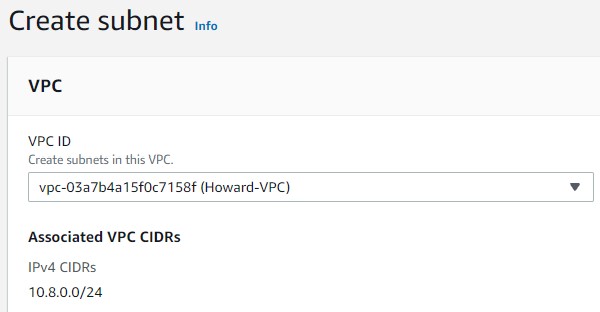 Create subnet Info
VPC
VPC ID
Create subnets in this VPC.
vpc-03a7b4a15f0c7158f (Howard-VPC)
Associated VPC CIDRs
IPv4 CIDRs
10.8.0.0/24